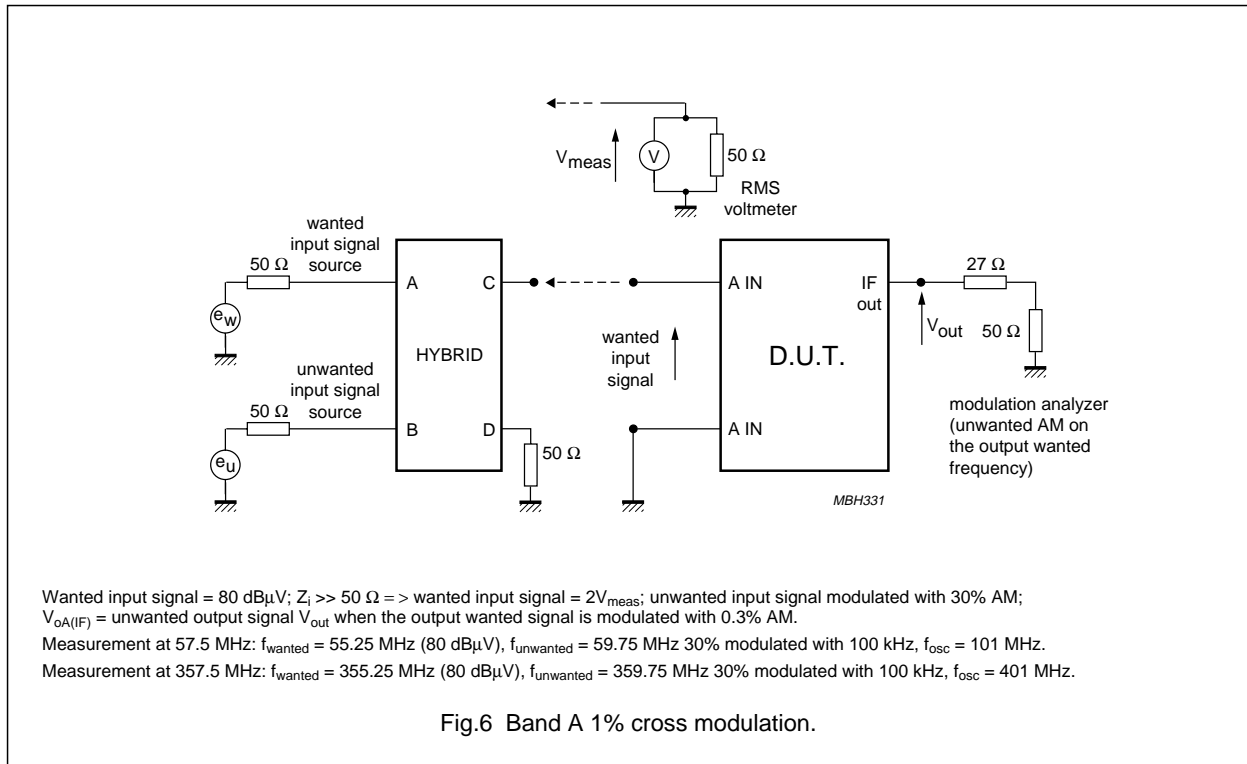 V_meas
V
50 Ω
RMS
voltmeter
wanted
input signal
source
50 Ω
e_w
A
C
HYBRID
unwanted
input signal
source
50 Ω
e_u
B
D
50 Ω
wanted
input
signal
A IN
IF
out
D.U.T.
A IN
V_out
27 Ω
50 Ω
modulation analyzer
(unwanted AM on
the output wanted
frequency)
MBH331
Wanted input signal = 80 dBµV; Z_i >> 50 Ω = > wanted input signal = 2V_meas; unwanted input signal modulated with 30% AM;
V_oA(IF) = unwanted output signal V_out when the output wanted signal is modulated with 0.3% AM.
Measurement at 57.5 MHz: f_wanted = 55.25 MHz (80 dBµV), f_unwanted = 59.75 MHz 30% modulated with 100 kHz, f_osc = 101 MHz.
Measurement at 357.5 MHz: f_wanted = 355.25 MHz (80 dBµV), f_unwanted = 359.75 MHz 30% modulated with 100 kHz, f_osc = 401 MHz.
Fig.6 Band A 1% cross modulation.